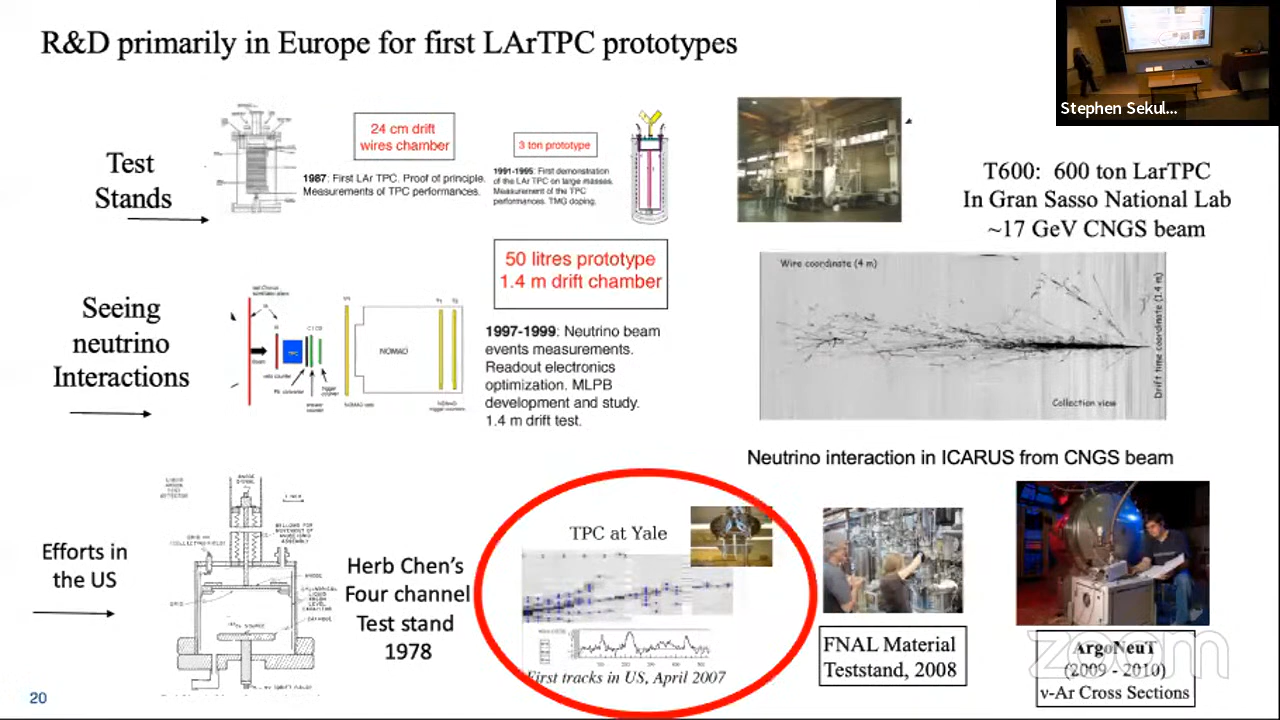 R&D primarily in Europe for first LArTPC prototypes
Stephen Sekul...
Test
Stands
24 cm drift
wires chamber
1987: First LAr TPC. Proof of principle.
Measurements of TPC performances.
3 ton prototype
1991-1995: First demonstration
of the LAr TPC on large masses.
Measurement of the TPC
performances. TMG doping.
T600: 600 ton LarTPC
In Gran Sasso National Lab
~17 GeV CNGS beam
Seeing
neutrino
Interactions
NOMAD
50 litres prototype
1.4 m drift chamber
1997-1999: Neutrino beam
events measurements.
Readout electronics
optimization. MLPB
development and study.
1.4 m drift test.
Wire coordinate (4 m)
Drift time coordinate (1.4 m)
Collection view
Neutrino interaction in ICARUS from CNGS beam
Efforts in
the US
Herb Chen's
Four channel
Test stand
1978
TPC at Yale
First tracks in US, April 2007
FNAL Material
Teststand, 2008
ArgoNeuT
(2009 - 2010)
ν-Ar Cross Sections
zoom
20